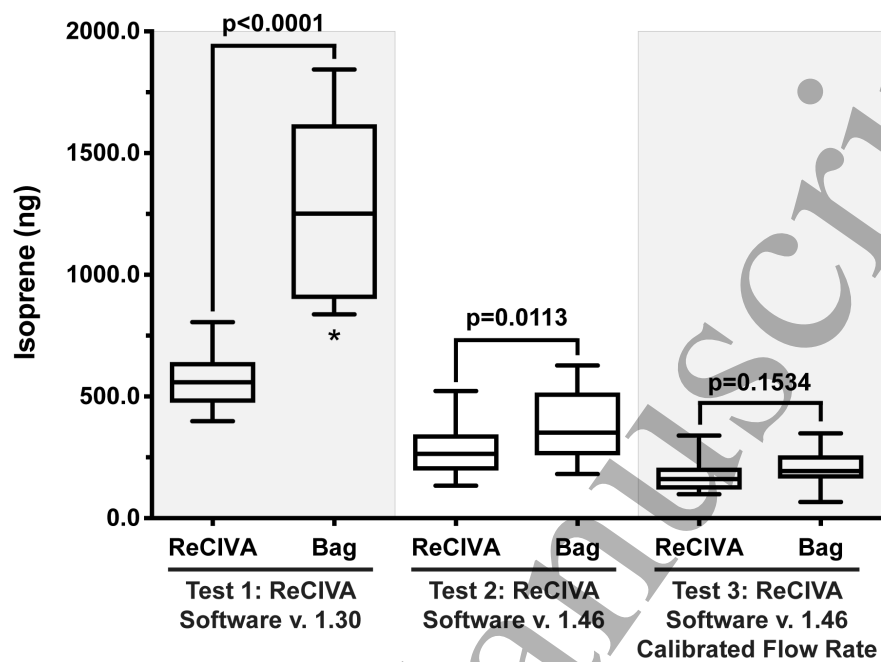 p<0.0001
2000.0
1500.0
1000.0
500.0
0.0
Isoprene (ng)
*
p=0.0113
p=0.1534
ReCIVA Bag ReCIVA Bag ReCIVA Bag
Test 1: ReCIVA
Software v. 1.30
Test 2: ReCIVA
Software v. 1.46
Test 3: ReCIVA
Software v. 1.46
Calibrated Flow Rate
anuscri